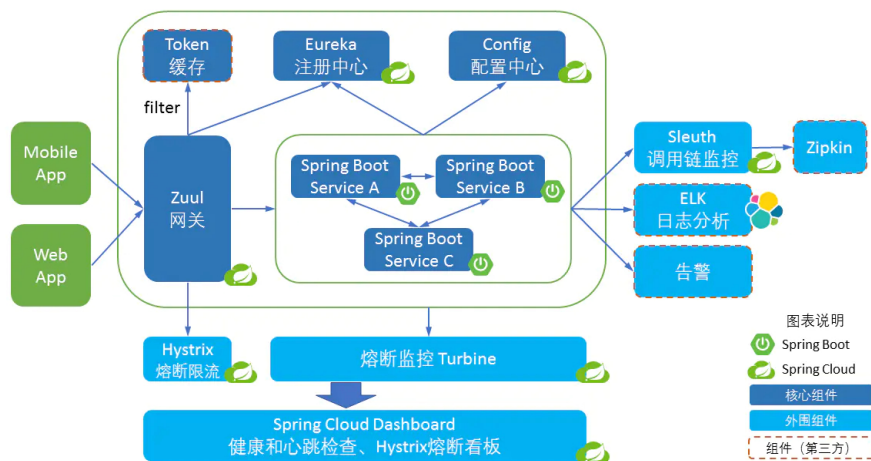 Token
缓存
Eureka
注册中心
Config
配置中心
filter
Mobile
App
Web
App
Zuul
网关
Spring Boot
Service A
Spring Boot
Service B
Spring Boot
Service C
Sleuth
调用链监控
Zipkin
ELK
日志分析
告警
Hystrix
熔断限流
熔断监控 Turbine
Spring Cloud Dashboard
健康和心跳检查、Hystrix熔断看板
图表说明
Spring Boot
Spring Cloud
核心组件
外围组件
组件（第三方）